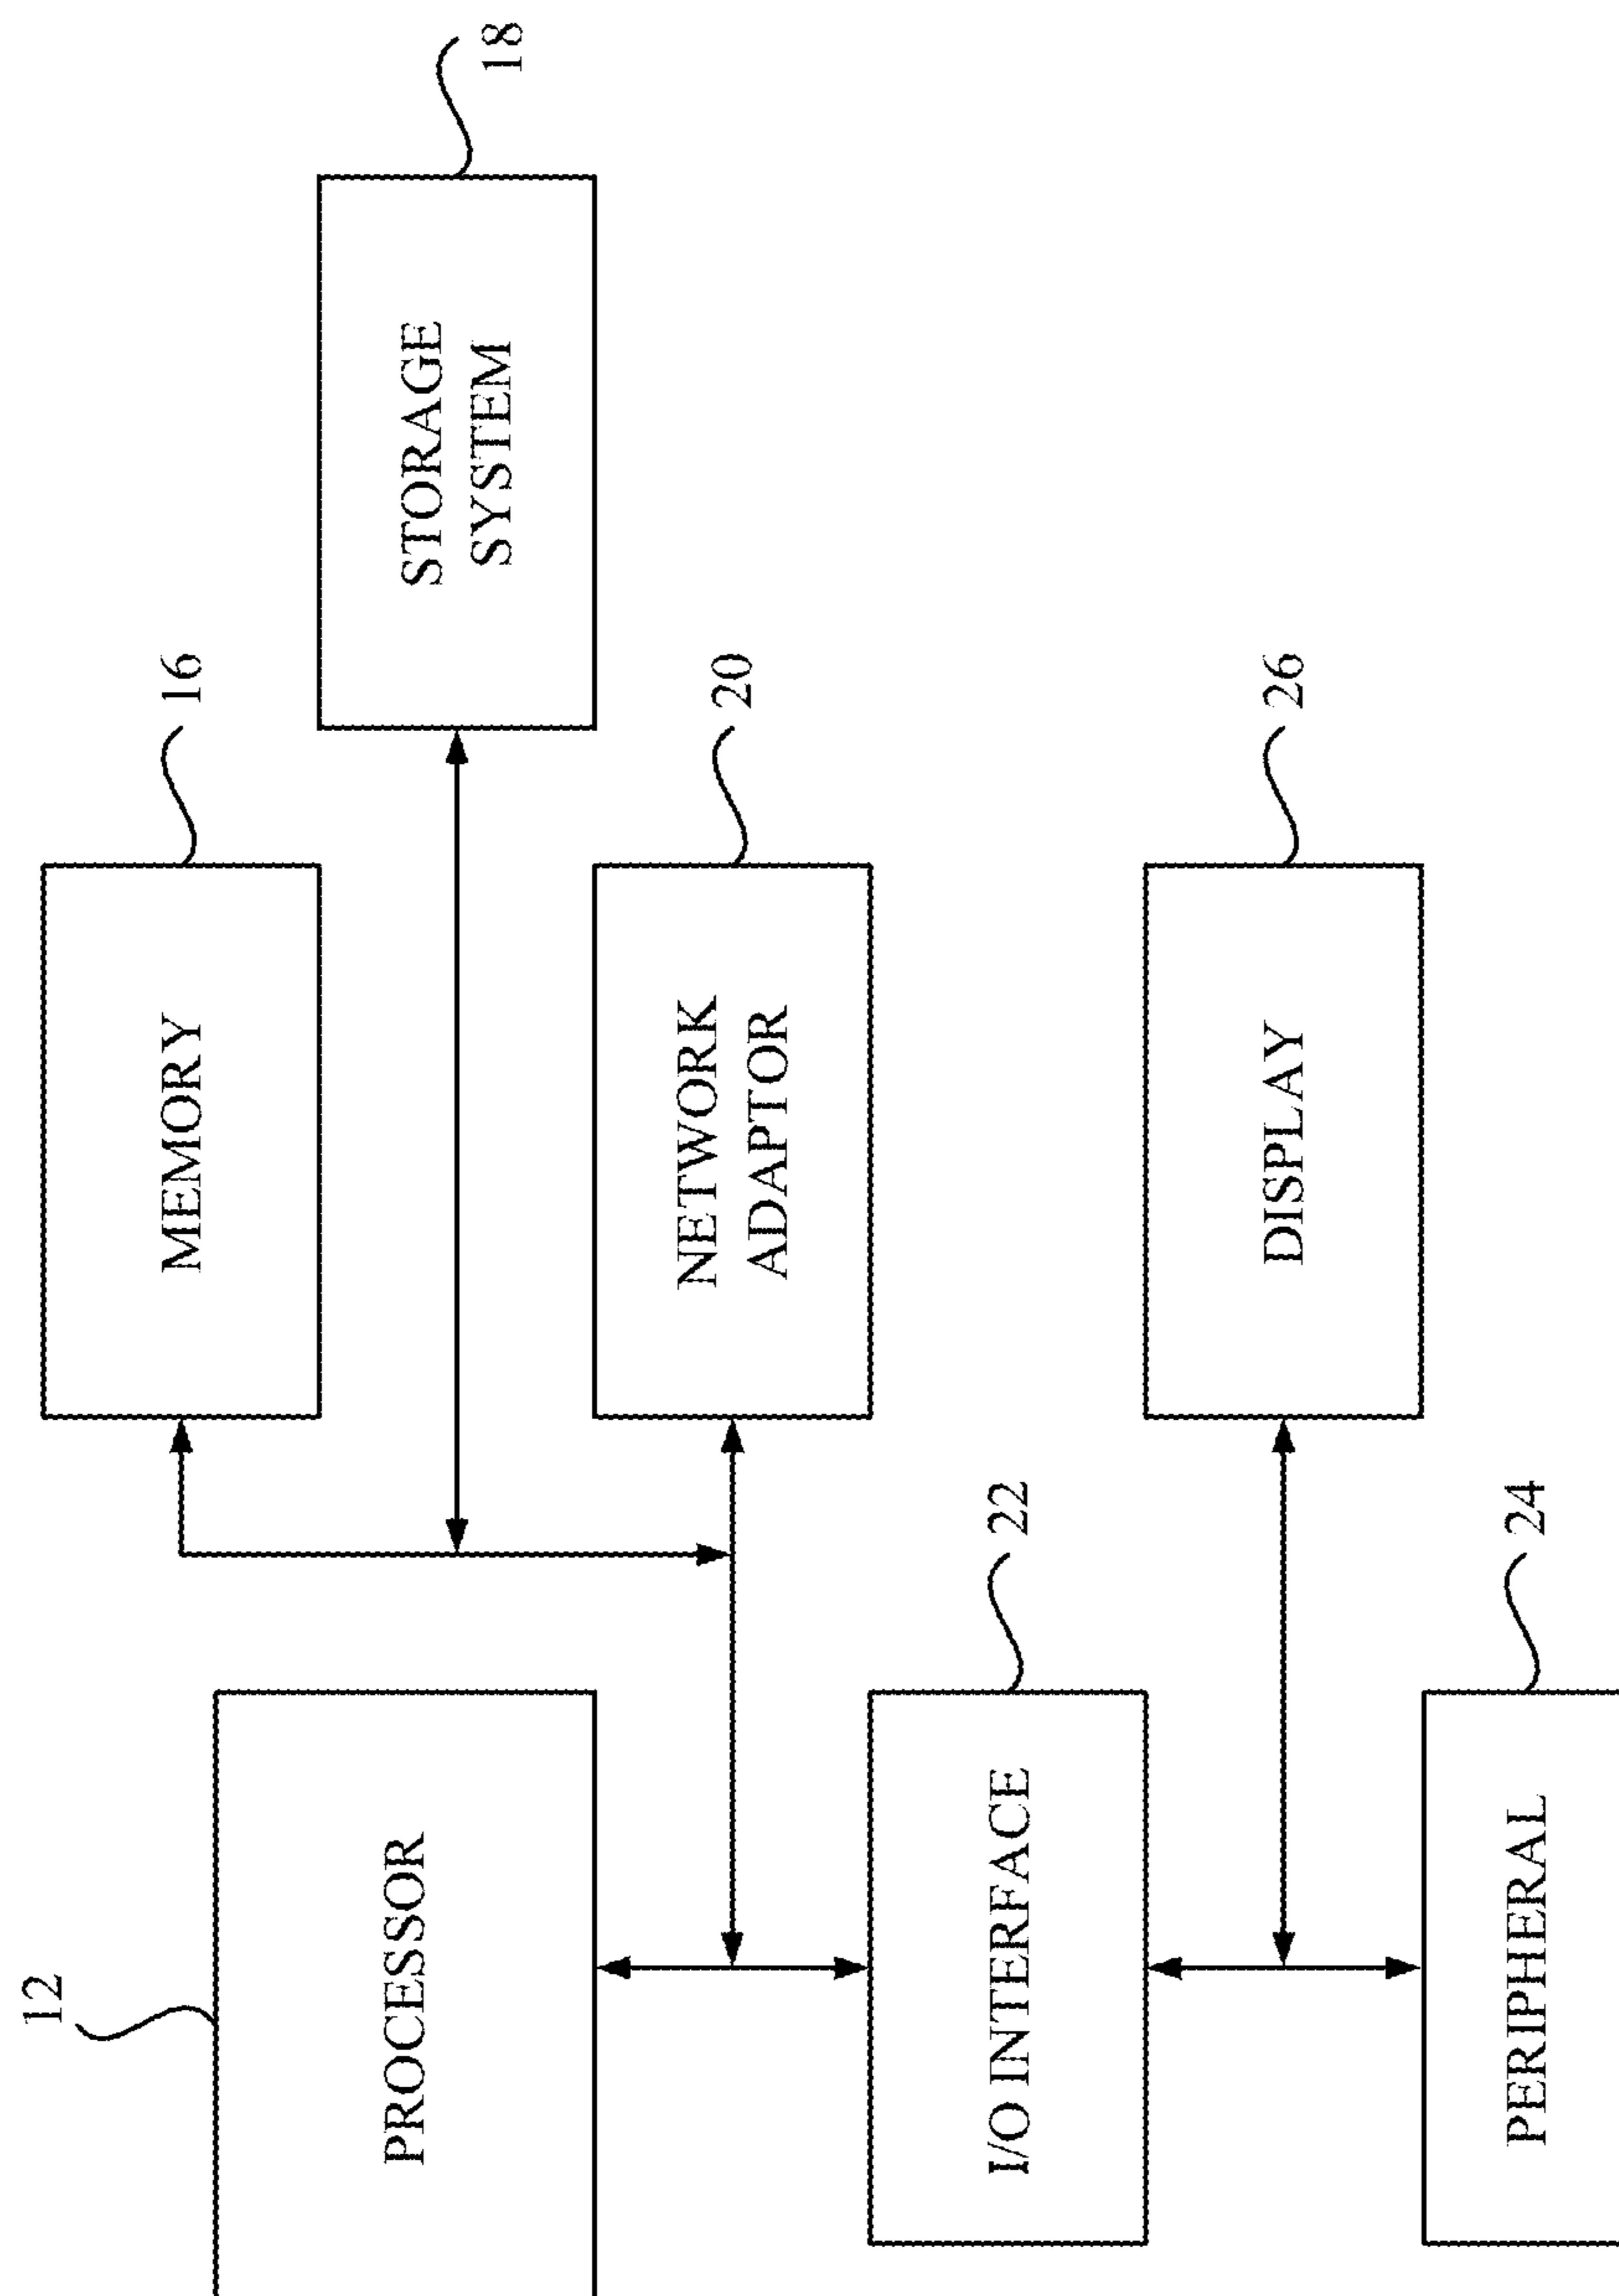 12
PROCESSOR
MEMORY
16
STORAGE
SYSTEM
18
NETWORK
ADAPTOR
20
I/O INTERFACE
22
DISPLAY
26
PERIPHERAL
24